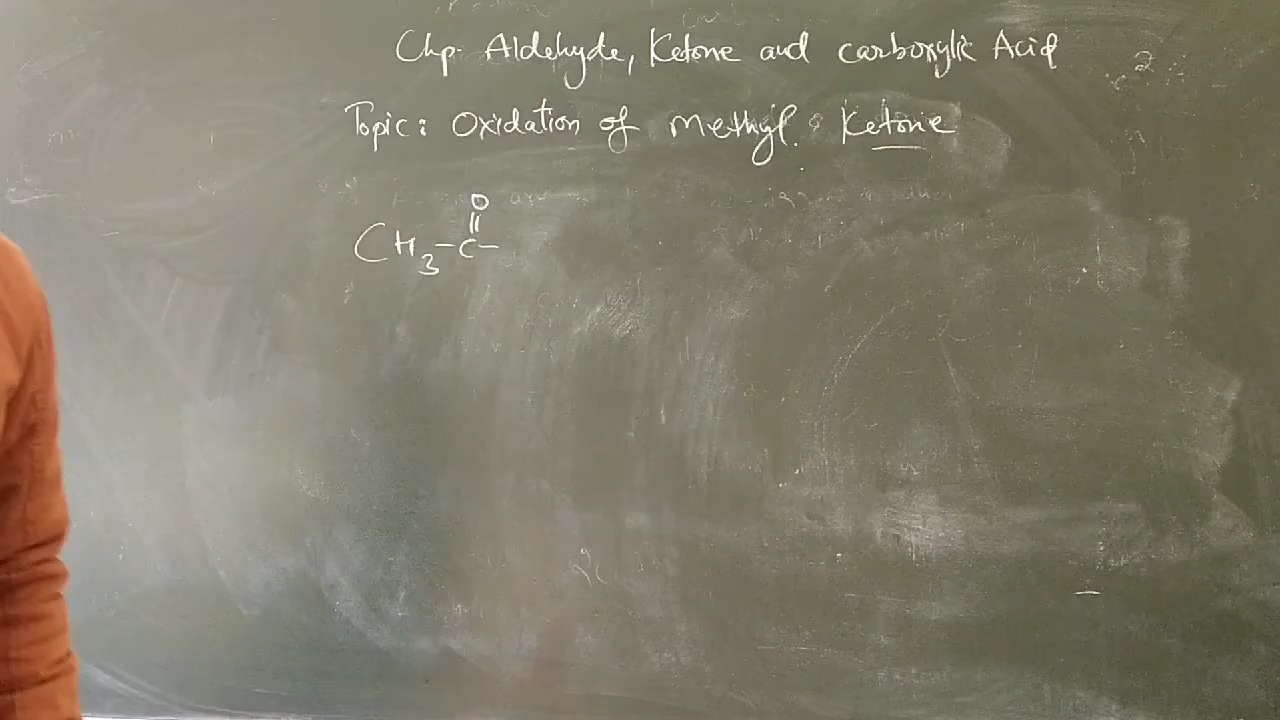 Chp. Aldehyde, Ketone and carboxylic Acid
Topic: Oxidation of Methyl. Ketone
O
||
CH₃-C-